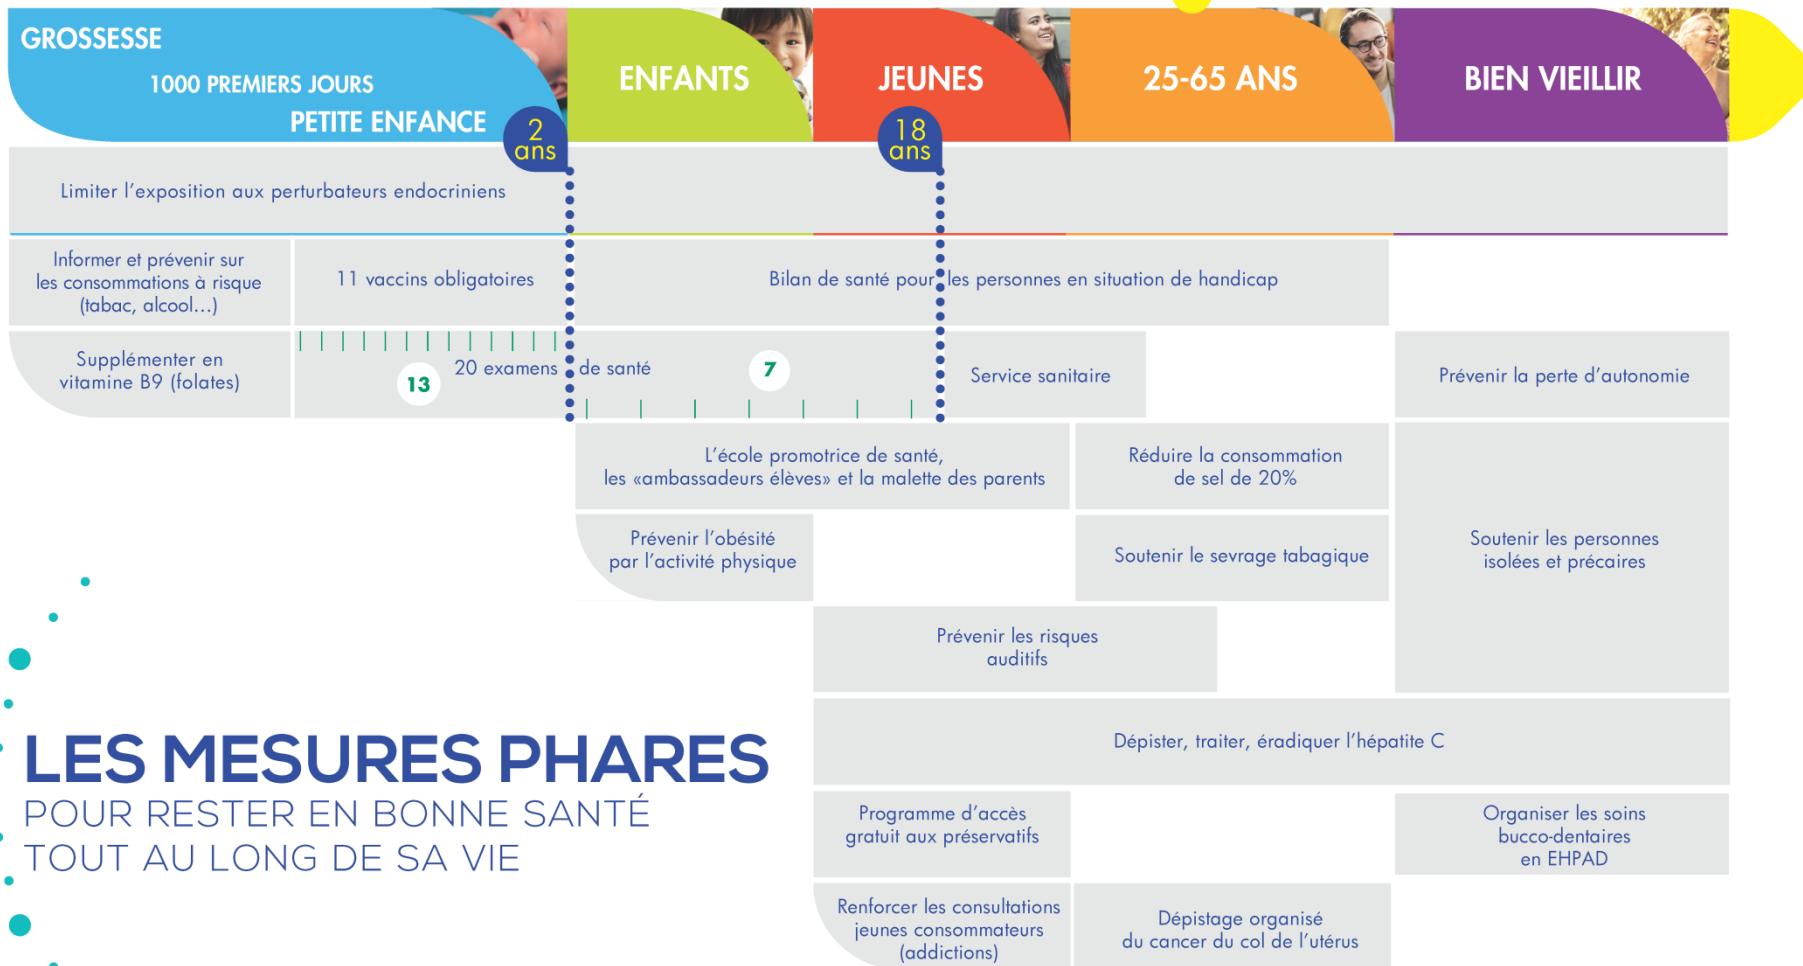 GROSSESSE
1000 PREMIERS JOURS
PETITE ENFANCE
2
ans
ENFANTS
JEUNES
18
ans
25-65 ANS
BIEN VIEILLIR
Limiter l’exposition aux perturbateurs endocriniens
Informer et prévenir sur
les consommations à risque
(tabac, alcool...)
11 vaccins obligatoires
Bilan de santé pour les personnes en situation de handicap
Supplémenter en
vitamine B9 (folates)
13
20 examens de santé
7
Service sanitaire
Prévenir la perte d’autonomie
L’école promotrice de santé,
les «ambassadeurs élèves» et la malette des parents
Réduire la consommation
de sel de 20%
Prévenir l’obésité
par l’activité physique
Soutenir le sevrage tabagique
Soutenir les personnes
isolées et précaires
Prévenir les risques
auditifs
Dépister, traiter, éradiquer l’hépatite C
LES MESURES PHARES
POUR RESTER EN BONNE SANTÉ
TOUT AU LONG DE SA VIE
Programme d’accès
gratuit aux préservatifs
Organiser les soins
bucco-dentaires
en EHPAD
Renforcer les consultations
jeunes consommateurs
(addictions)
Dépistage organisé
du cancer du col de l’utérus